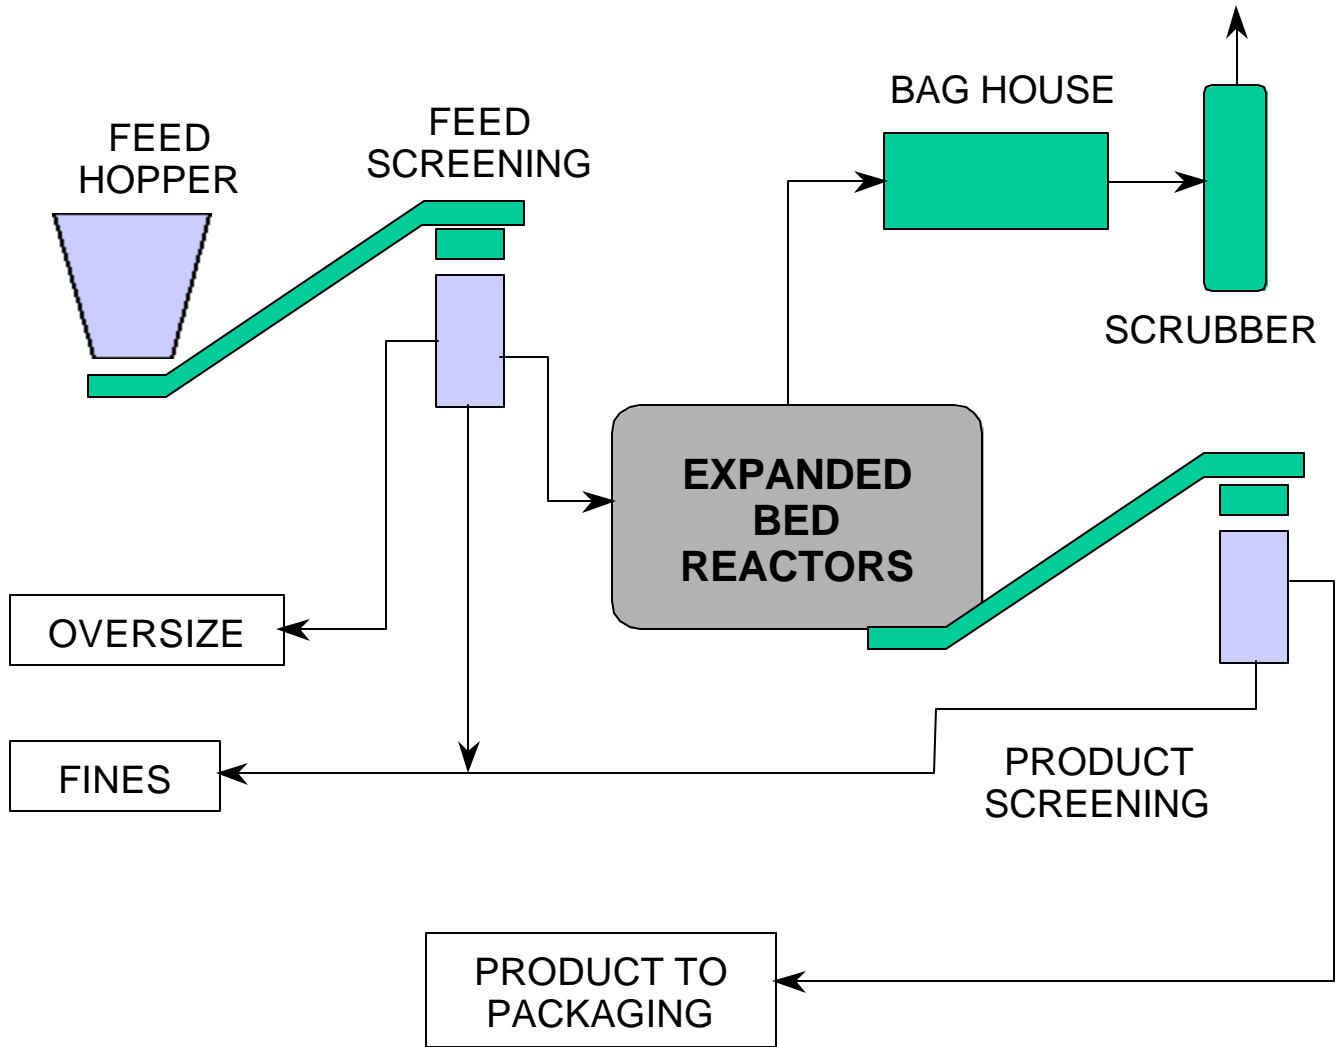 BAG HOUSE
FEED
HOPPER
FEED
SCREENING
SCRUBBER
EXPANDED
BED
REACTORS
OVERSIZE
FINES
PRODUCT
SCREENING
PRODUCT TO
PACKAGING